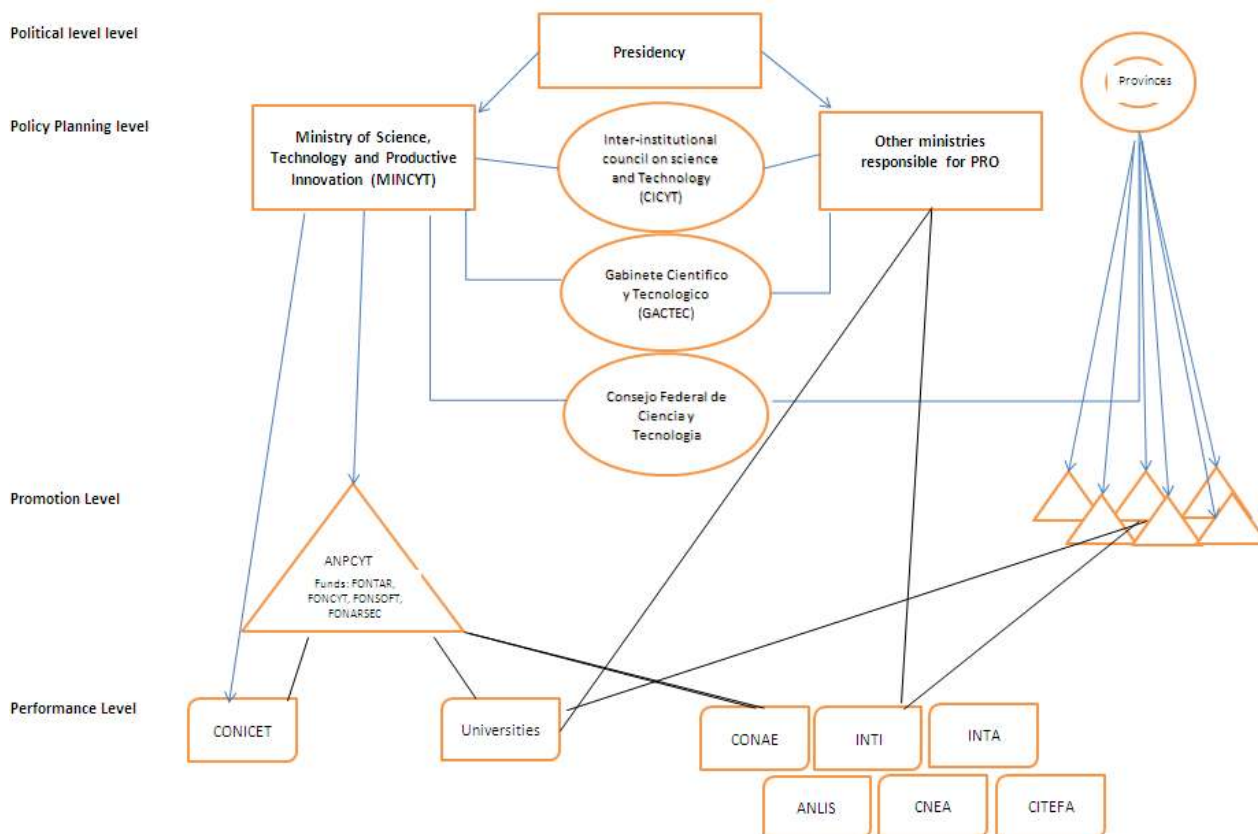 Political level level
Presidency
Provinces
Policy Planning level
Ministry of Science,
Technology and Productive
Innovation (MINCYT)
Inter-institutional
council on science
and Technology
(CICYT)
Other ministries
responsible for PRO
Gabinete Cientifico
y Tecnologico
(GACTEC)
Consejo Federal de
Ciencia y
Tecnologia
Promotion Level
ANPCYT
Funds: FONTAR,
FONCYT, FONSOFT,
FONARSEC
Performance Level
CONICET
Universities
CONAE
INTI
INTA
ANLIS
CNEA
CITEFA